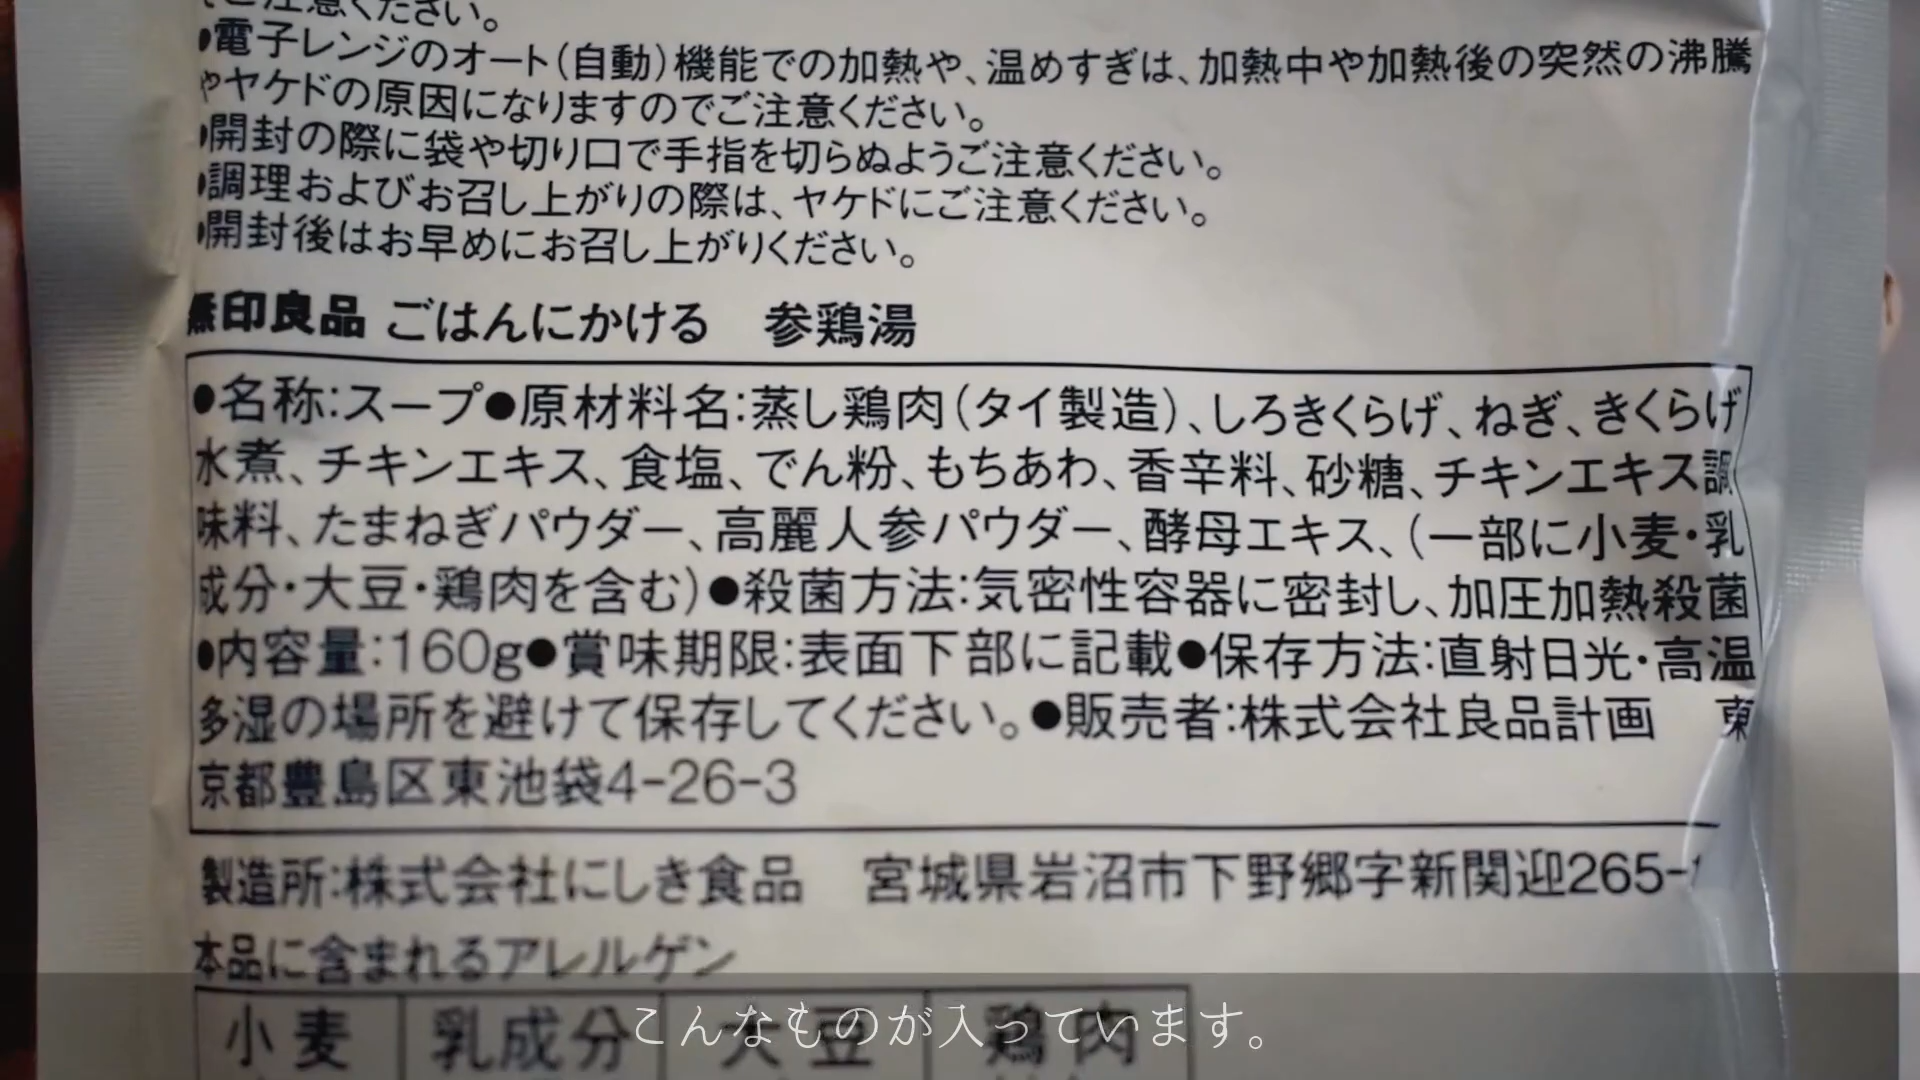 でご注意ください。
●電子レンジのオート(自動)機能での加熱や、温めすぎは、加熱中や加熱後の突然の沸騰
やヤケドの原因になりますのでご注意ください。
●開封の際に袋や切り口で手指を切らぬようご注意ください。
●調理およびお召し上がりの際は、ヤケドにご注意ください。
●開封後はお早めにお召し上がりください。
無印良品 ごはんにかける 参鶏湯
●名称:スープ●原材料名:蒸し鶏肉(タイ製造)、しろきくらげ、ねぎ、きくらげ
水煮、チキンエキス、食塩、でん粉、もちあわ、香辛料、砂糖、チキンエキス調
味料、たまねぎパウダー、高麗人参パウダー、酵母エキス、(一部に小麦・乳
成分・大豆・鶏肉を含む)●殺菌方法:気密性容器に密封し、加圧加熱殺菌
●内容量:160g●賞味期限:表面下部に記載●保存方法:直射日光・高温
多湿の場所を避けて保存してください。●販売者:株式会社良品計画 東
京都豊島区東池袋4-26-3
製造所:株式会社にしき食品 宮城県岩沼市下野郷字新関迎265-
本品に含まれるアレルゲン
小麦 乳成分 大豆 鶏肉
こんなものが入っています。